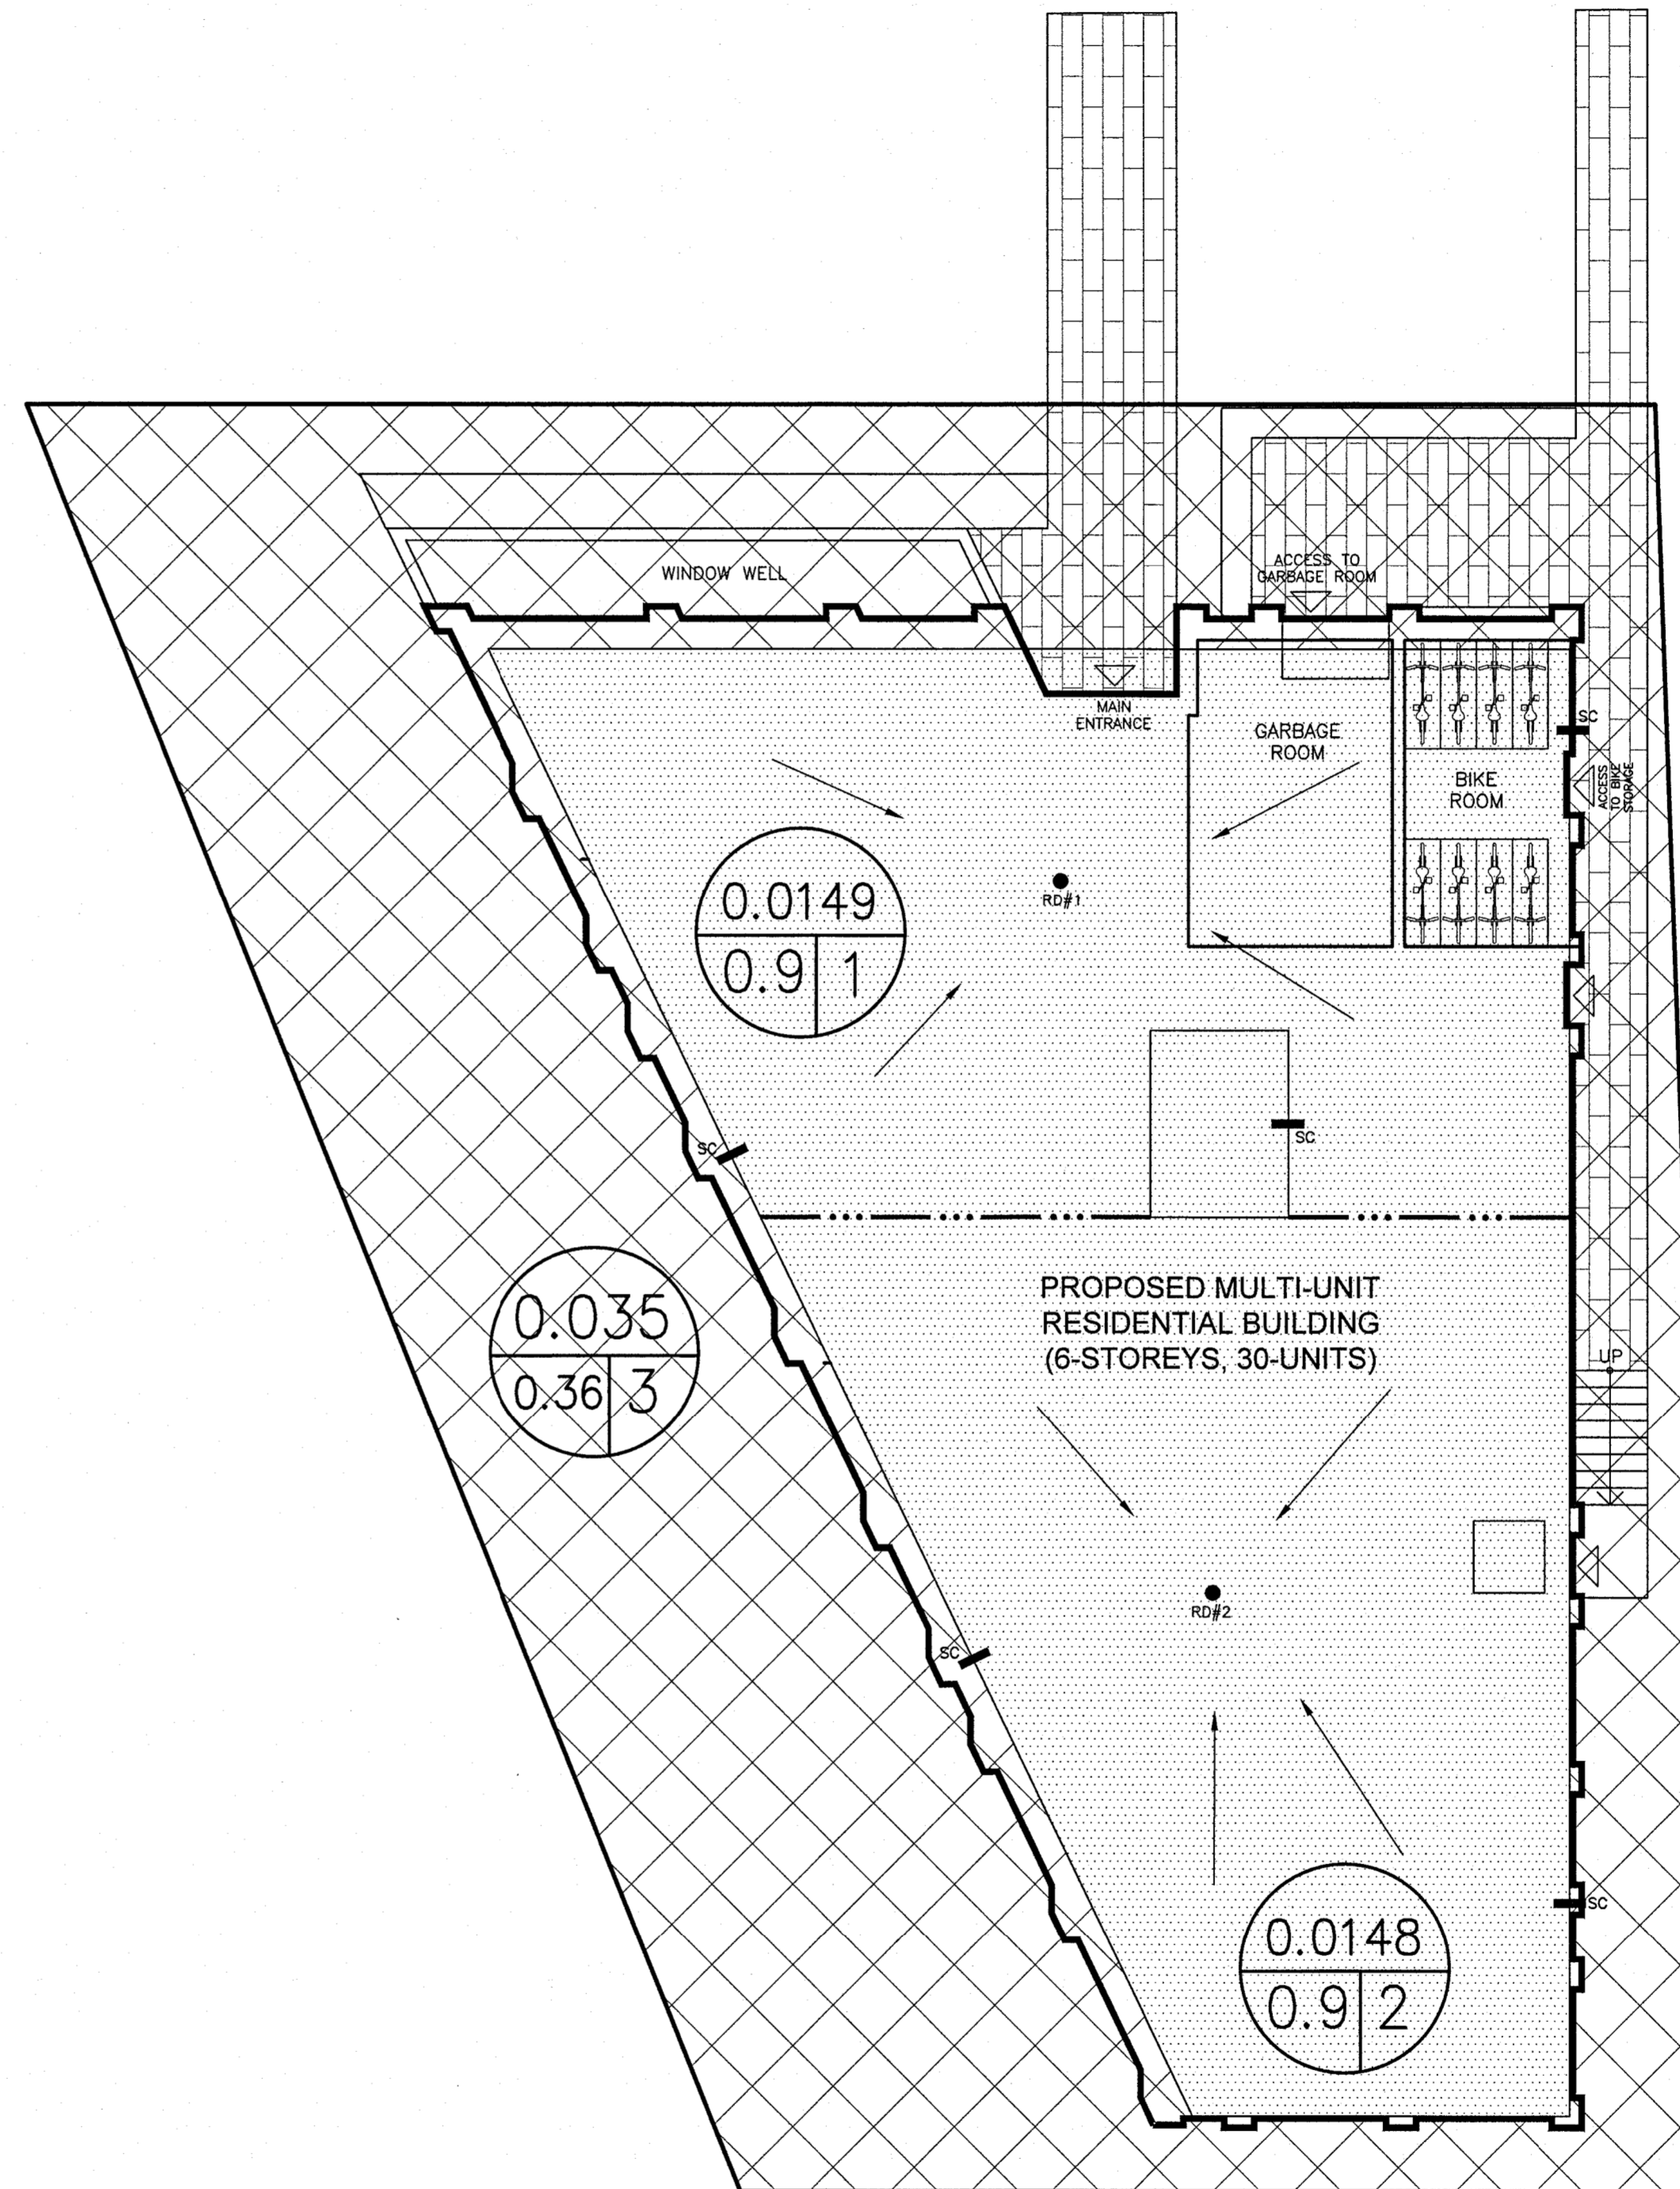 WINDOW WELL
ACCESS TO
GARBAGE ROOM
MAIN
ENTRANCE
GARBAGE
ROOM
BIKE
ROOM
SC
ACCESS
TO BIKE
STORAGE
0.0149
0.9 1
RD#1
SC
SC
0.035
0.36 3
PROPOSED MULTI-UNIT
RESIDENTIAL BUILDING
(6-STOREYS, 30-UNITS)
UP
RD#2
SC
SC
0.0148
0.9 2